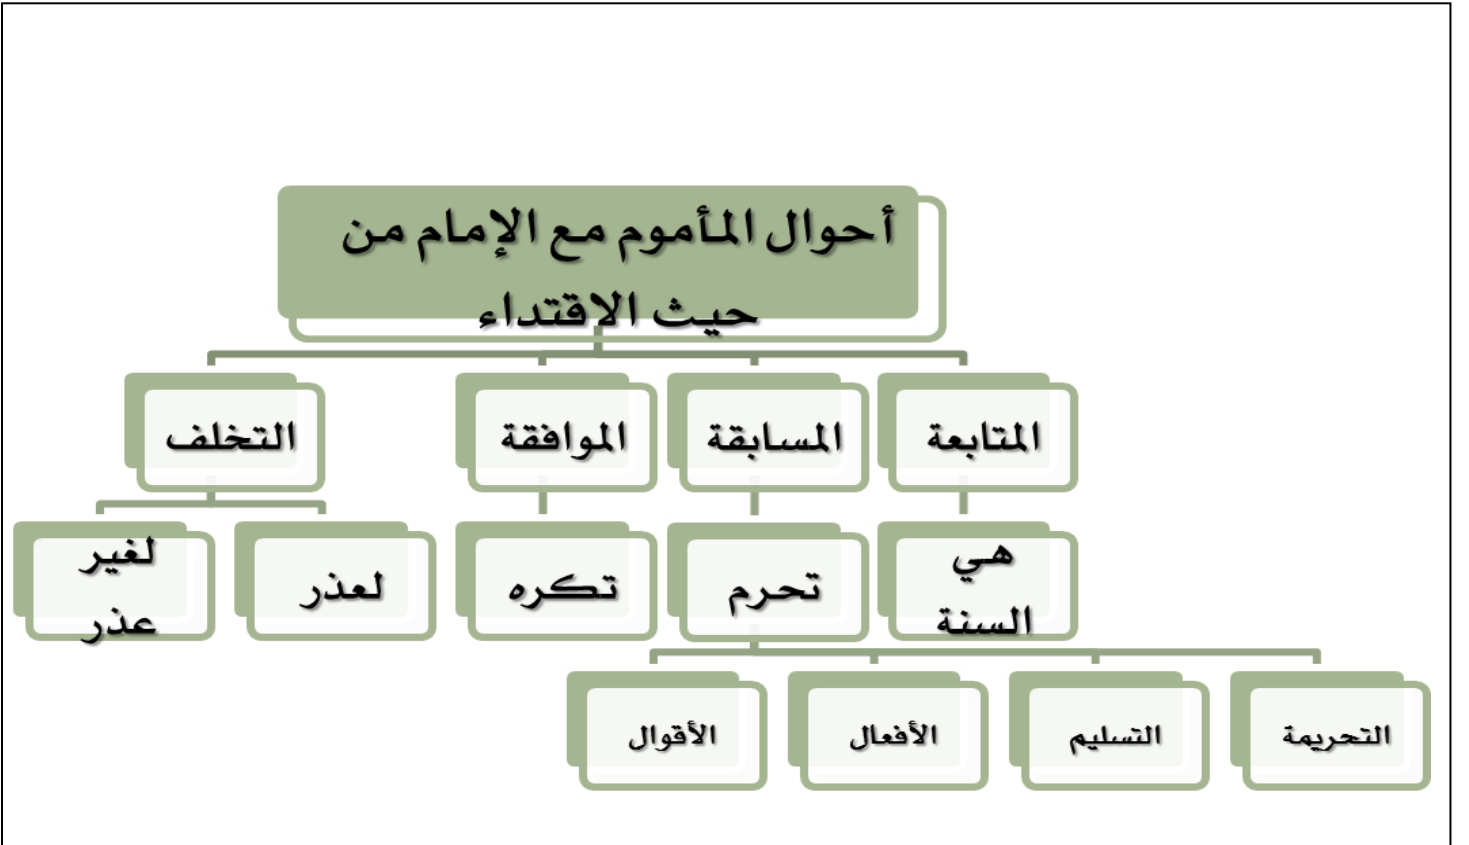 أحوال المأموم مع الإمام من
حيث الاقتداء
المتابعة
المسابقة
الموافقة
التخلف
هي
السنة
تحرم
تكره
لعذر
لغير
عذر
التحريمة
التسليم
الأفعال
الأقوال